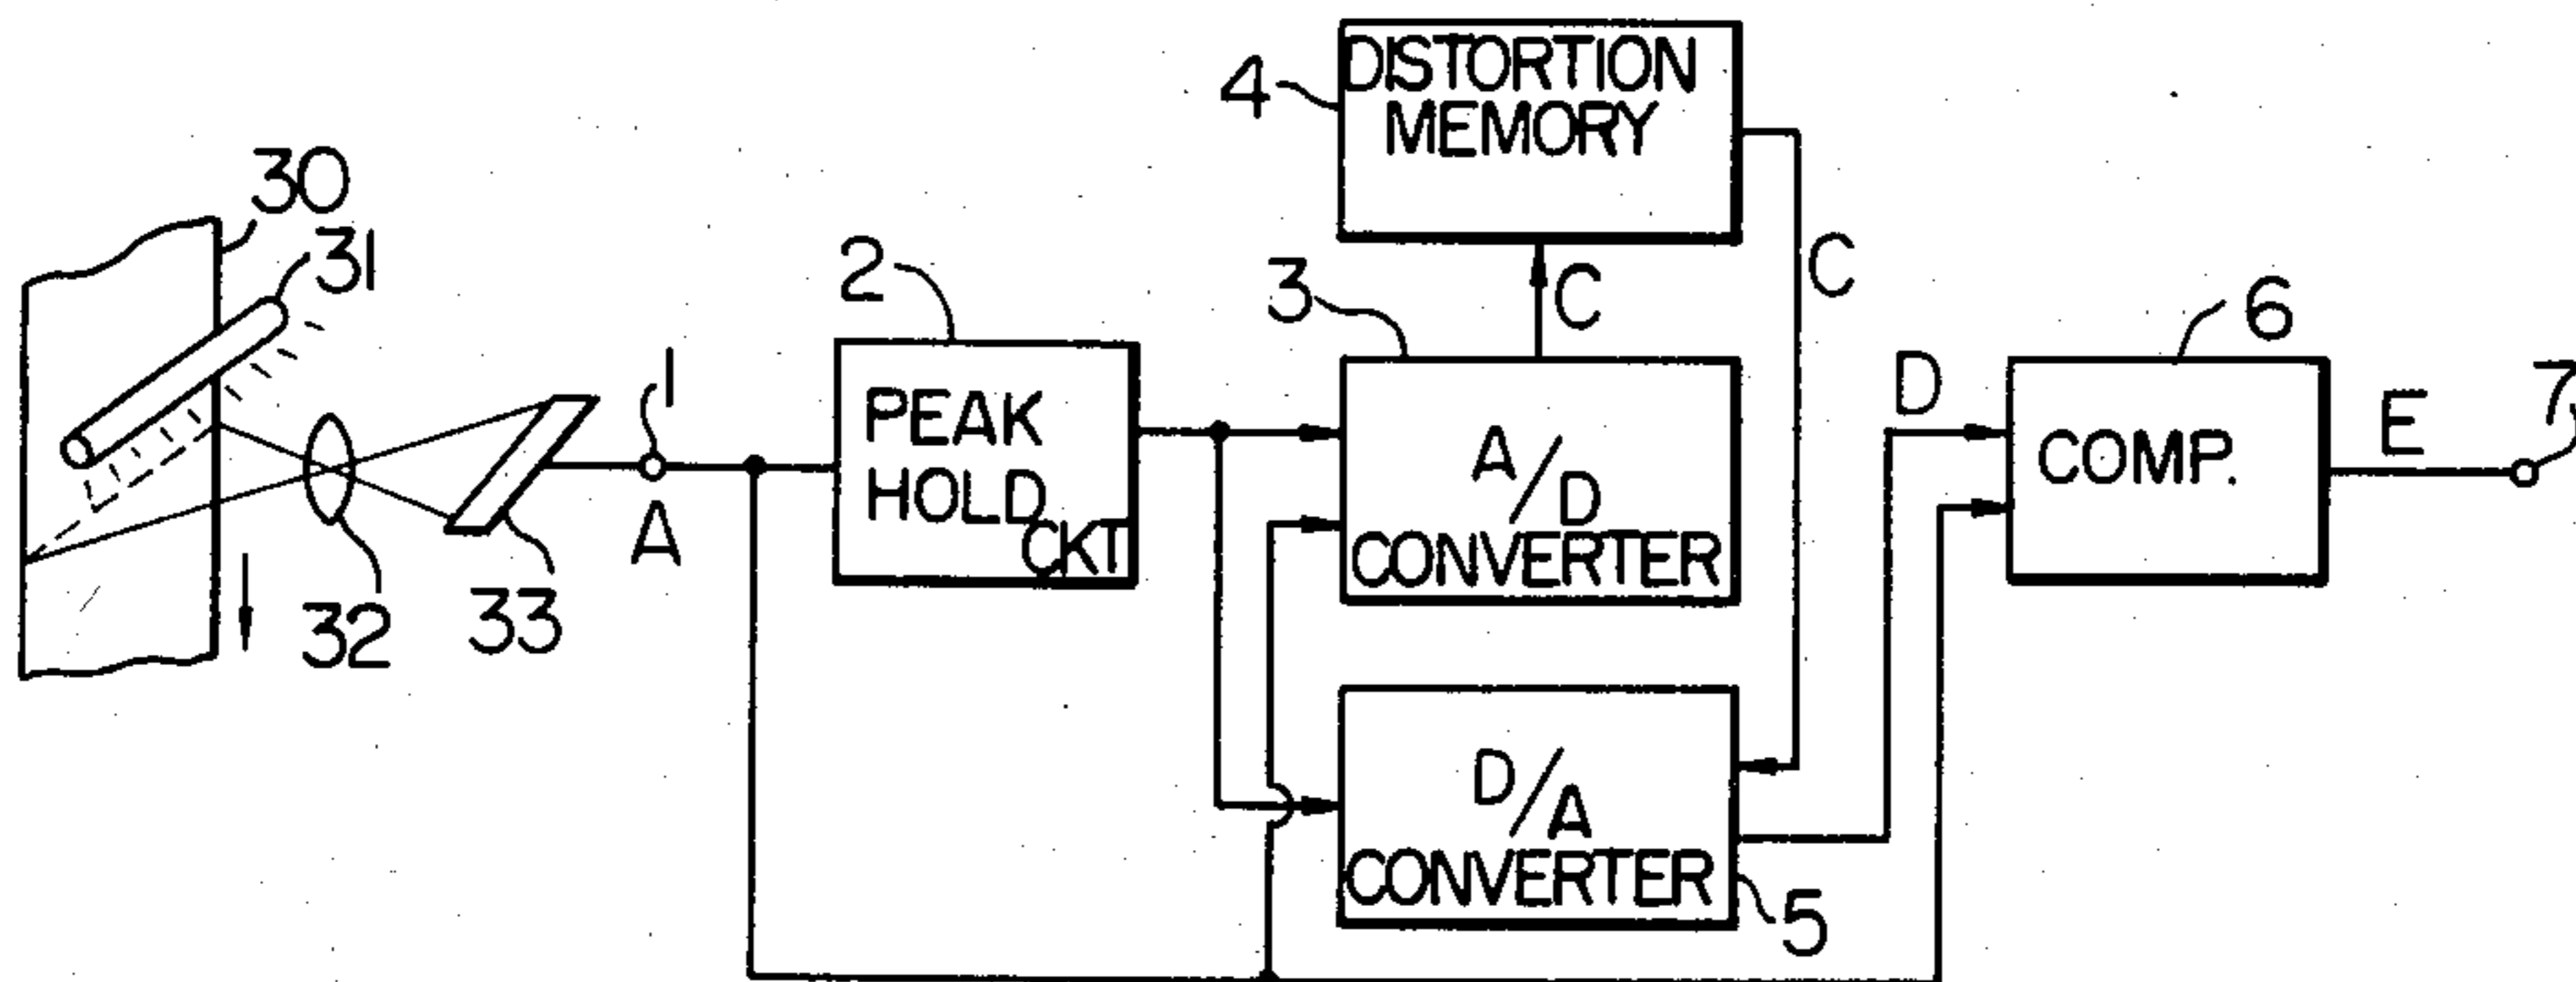 30
31
32
33
1
A
2
PEAK
HOLD
CKT
3
A/D
CONVERTER
C
4
DISTORTION
MEMORY
C
D/A
CONVERTER
5
D
6
COMP.
E
7